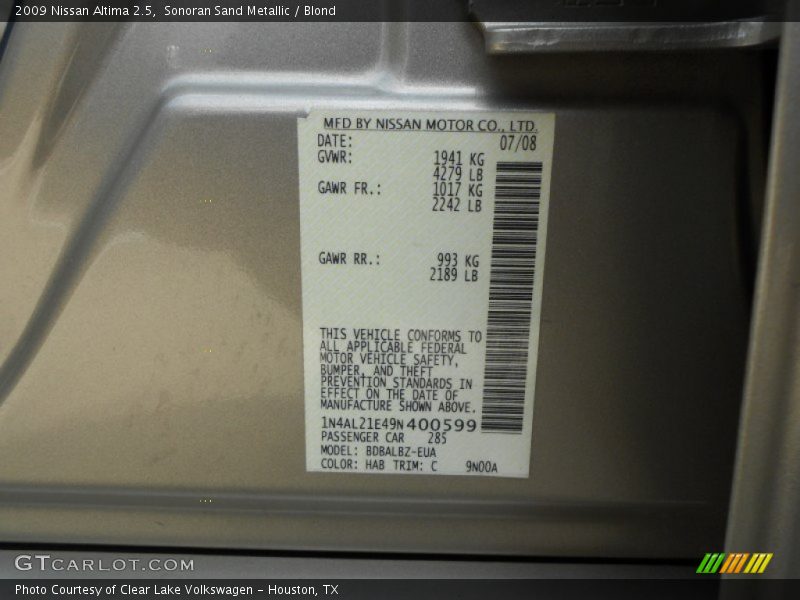 2009 Nissan Altima 2.5,  Sonoran Sand Metallic / Blond
MFD BY NISSAN MOTOR CO., LTD.
DATE: 07/08
GVWR: 1941 KG
4279 LB
GAWR FR.: 1017 KG
2242 LB
GAWR RR.: 993 KG
2189 LB
THIS VEHICLE CONFORMS TO
ALL APPLICABLE FEDERAL
MOTOR VEHICLE SAFETY,
BUMPER, AND THEFT
PREVENTION STANDARDS IN
EFFECT ON THE DATE OF
MANUFACTURE SHOWN ABOVE.
1N4AL21E49N400599
PASSENGER CAR 285
MODEL: BDBALBZ-EUA
COLOR: HAB TRIM: C 9N00A
GTCARLOT.COM
Photo Courtesy of Clear Lake Volkswagen - Houston, TX